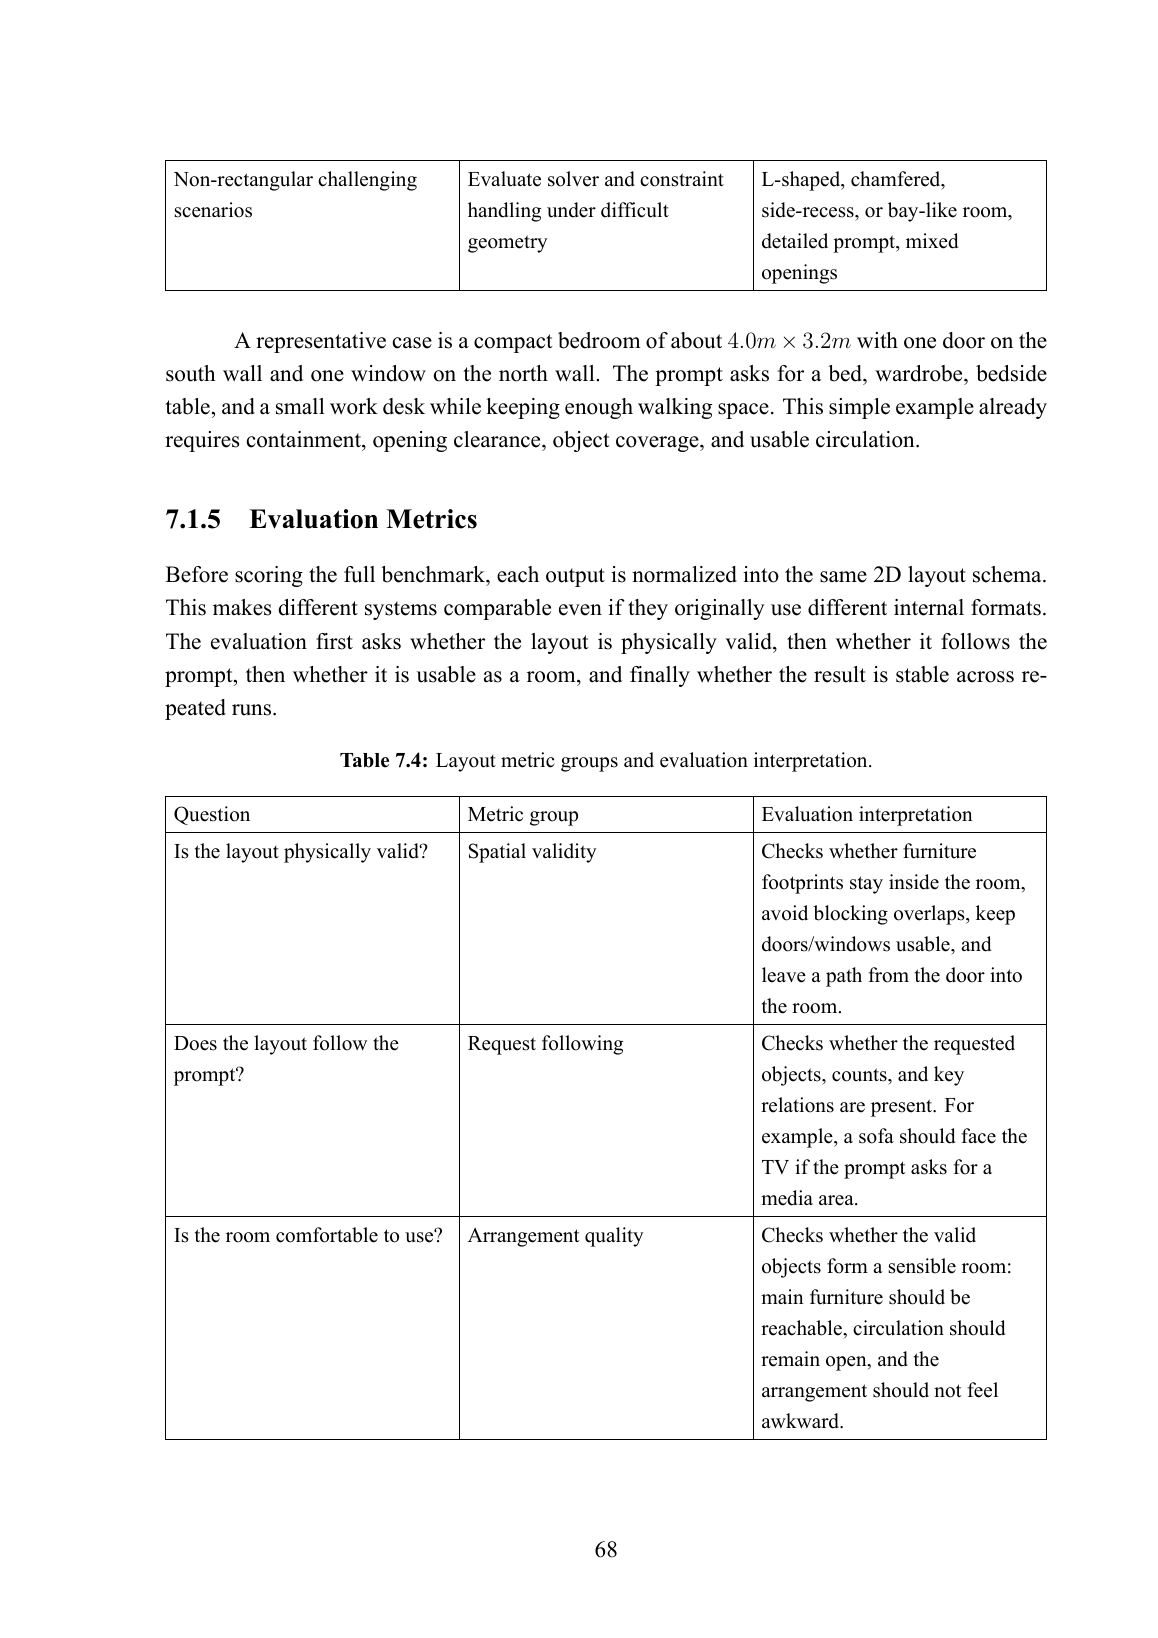 Non-rectangular challenging
scenarios
Evaluate solver and constraint
handling under difficult
geometry
L-shaped, chamfered,
side-recess, or bay-like room,
detailed prompt, mixed
openings
A representative case is a compact bedroom of about 4.0m × 3.2m with one door on the
south wall and one window on the north wall. The prompt asks for a bed, wardrobe, bedside
table, and a small work desk while keeping enough walking space. This simple example already
requires containment, opening clearance, object coverage, and usable circulation.
7.1.5 Evaluation Metrics
Before scoring the full benchmark, each output is normalized into the same 2D layout schema.
This makes different systems comparable even if they originally use different internal formats.
The evaluation first asks whether the layout is physically valid, then whether it follows the
prompt, then whether it is usable as a room, and finally whether the result is stable across re-
peated runs.
Table 7.4: Layout metric groups and evaluation interpretation.
Question
Metric group
Evaluation interpretation
Is the layout physically valid?
Spatial validity
Checks whether furniture
footprints stay inside the room,
avoid blocking overlaps, keep
doors/windows usable, and
leave a path from the door into
the room.
Does the layout follow the
prompt?
Request following
Checks whether the requested
objects, counts, and key
relations are present. For
example, a sofa should face the
TV if the prompt asks for a
media area.
Is the room comfortable to use?
Arrangement quality
Checks whether the valid
objects form a sensible room:
main furniture should be
reachable, circulation should
remain open, and the
arrangement should not feel
awkward.
68